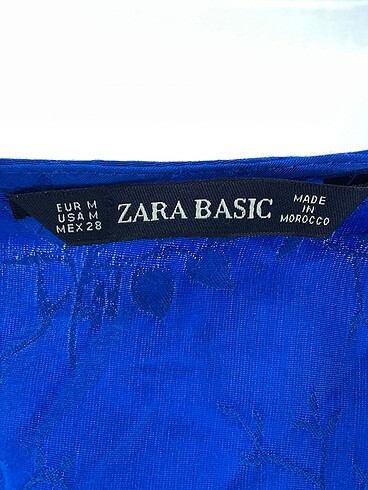 EUR M
USA M
MEX 28
ZARA BASIC
MADE
IN
MOROCCO